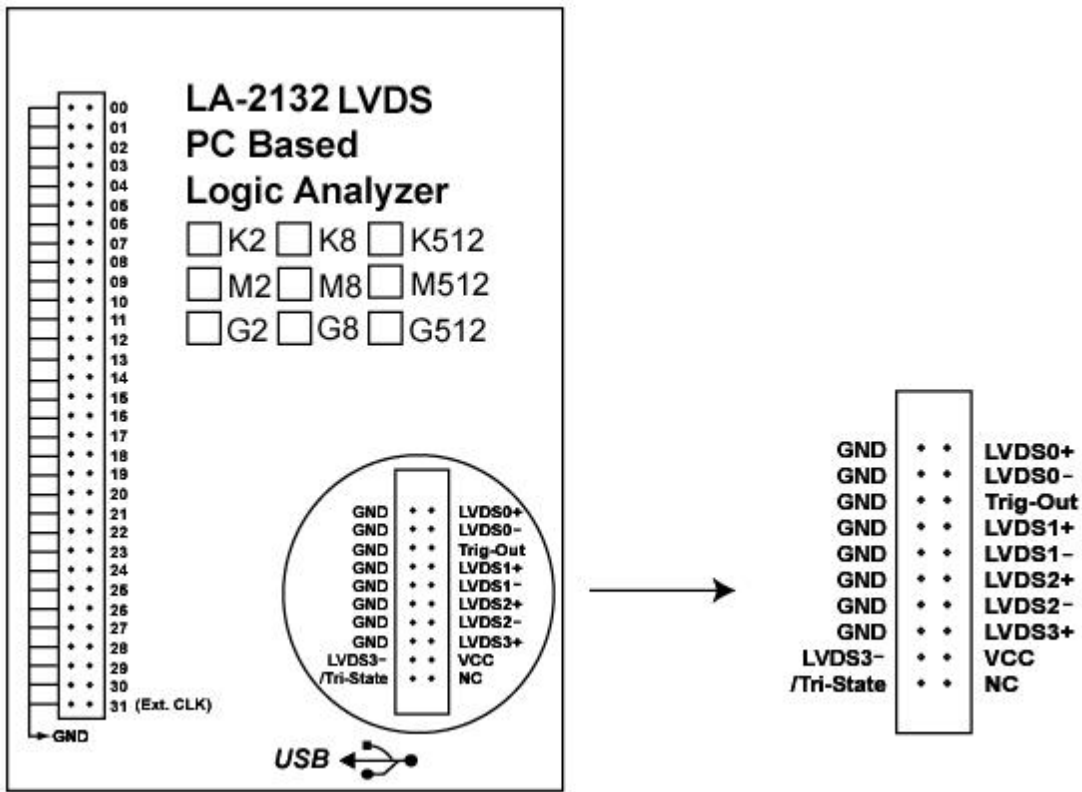 LA-2132 LVDS
PC Based
Logic Analyzer
K2 K8 K512
M2 M8 M512
G2 G8 G512
00
01
02
03
04
05
06
07
08
09
10
11
12
13
14
15
16
17
18
19
20
21
22
23
24
25
26
27
28
29
30
31 (Ext. CLK)
GND
GND LVDS0+
GND LVDS0-
GND Trig-Out
GND LVDS1+
GND LVDS1-
GND LVDS2+
GND LVDS2-
GND LVDS3+
LVDS3- VCC
/Tri-State NC
USB
GND LVDS0+
GND LVDS0-
GND Trig-Out
GND LVDS1+
GND LVDS1-
GND LVDS2+
GND LVDS2-
GND LVDS3+
LVDS3- VCC
/Tri-State NC